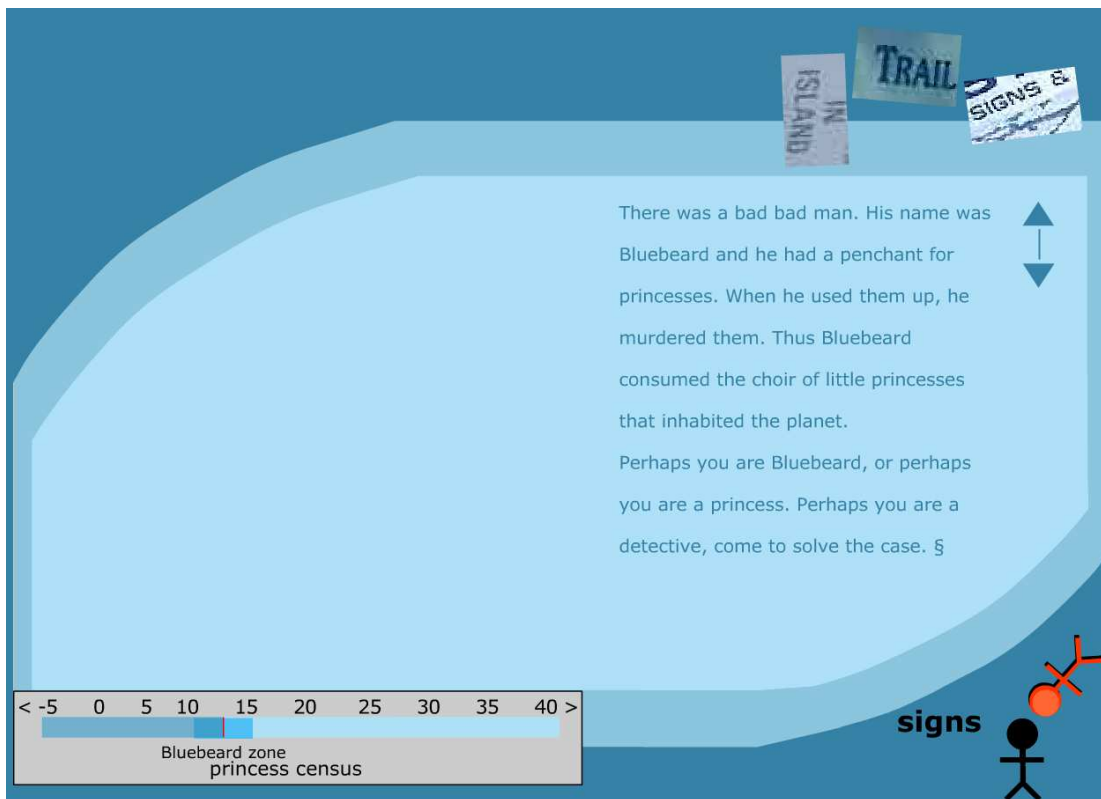 TRAIL
IN
ISLAND
SIGNS &
There was a bad bad man. His name was
Bluebeard and he had a penchant for
princesses. When he used them up, he
murdered them. Thus Bluebeard
consumed the choir of little princesses
that inhabited the planet.
Perhaps you are Bluebeard, or perhaps
you are a princess. Perhaps you are a
detective, come to solve the case. §
< -5 0 5 10 15 20 25 30 35 40 >
Bluebeard zone
princess census
signs